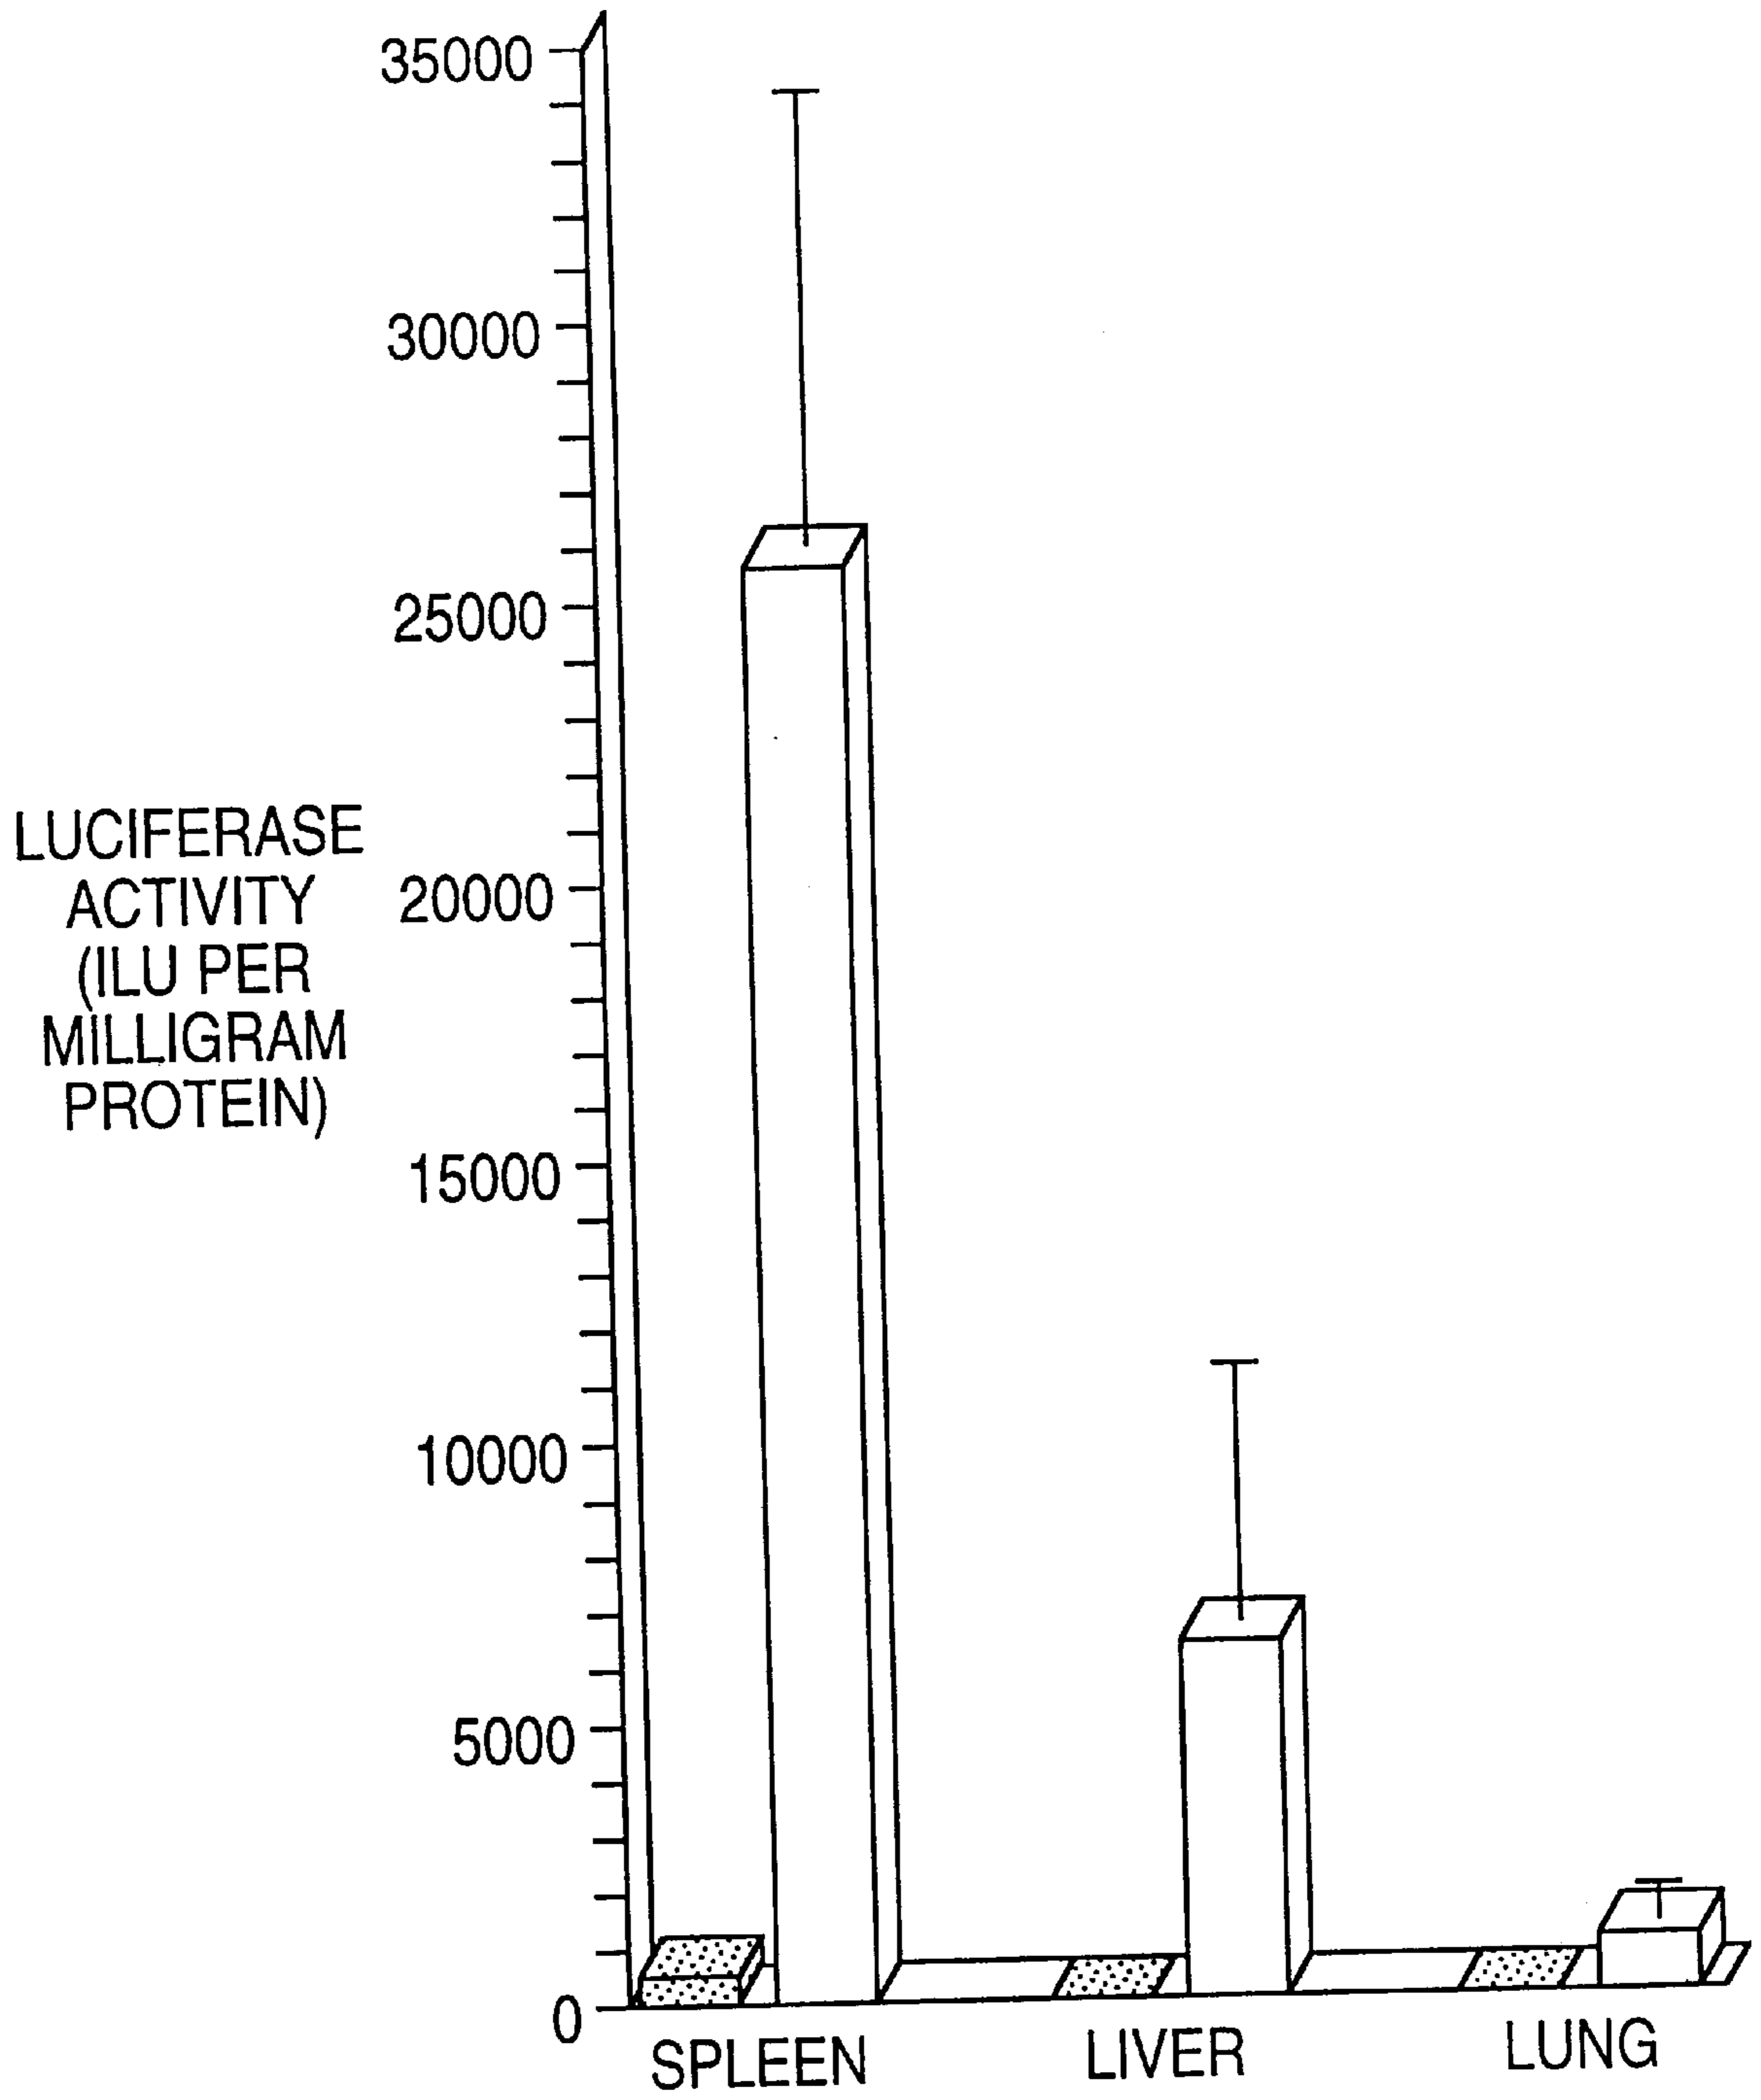 35000
30000
25000
20000
15000
10000
5000
0
LUCIFERASE
ACTIVITY
(ILU PER
MILLIGRAM
PROTEIN)
SPLEEN
LIVER
LUNG